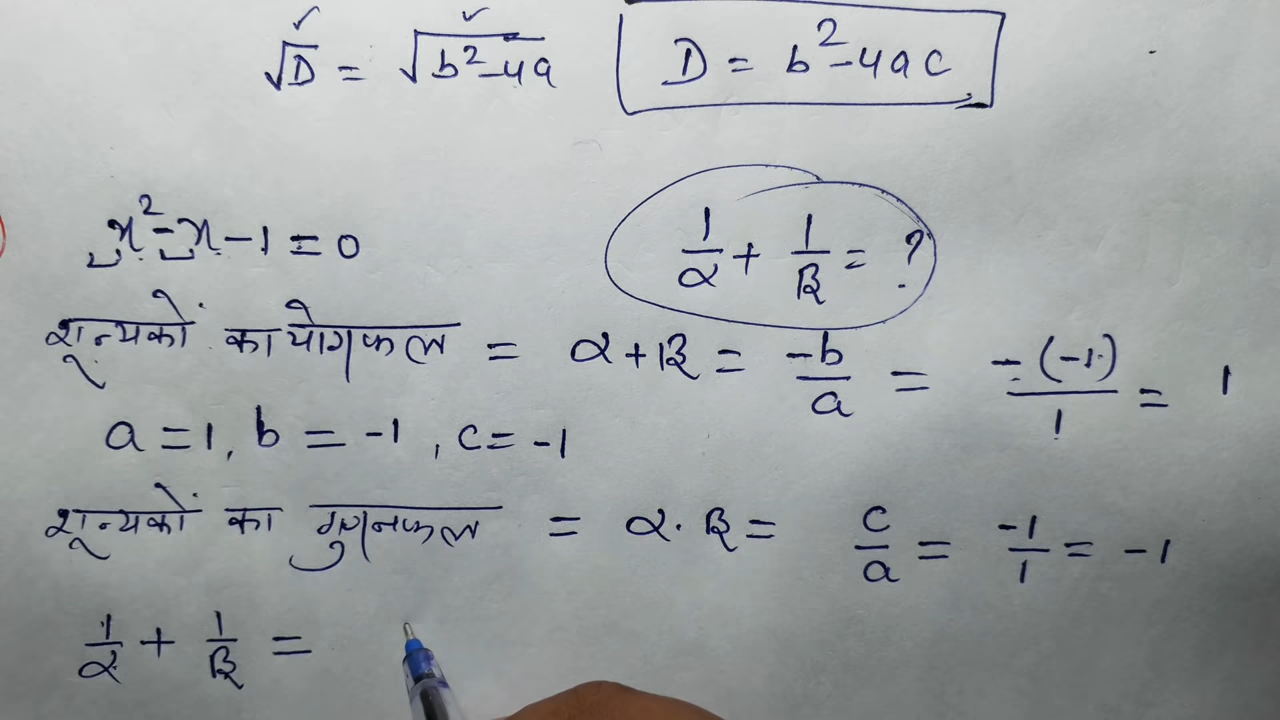 √D = √b²-4a D = b²-4ac
x²-x-1=0 1/α + 1/β = ?
शून्यकों का योगफल = α+β = -b/a = -(-1)/1 = 1
a=1, b=-1, c=-1
शून्यकों का गुणनफल = α.β = c/a = -1/1 = -1
1/α + 1/β =